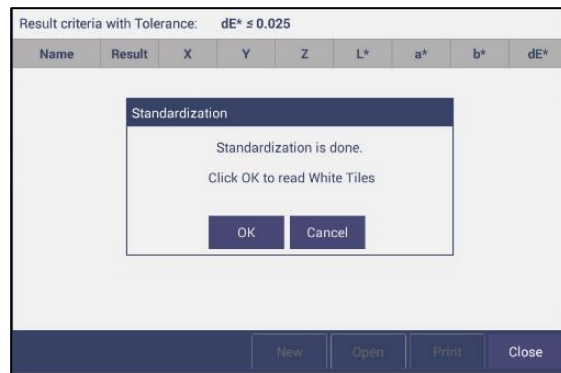 Result criteria with Tolerance: dE* ≤ 0.025
Name Result X Y Z L* a* b* dE*
Standardization
Standardization is done.
Click OK to read White Tiles
OK Cancel
New Open Print Close